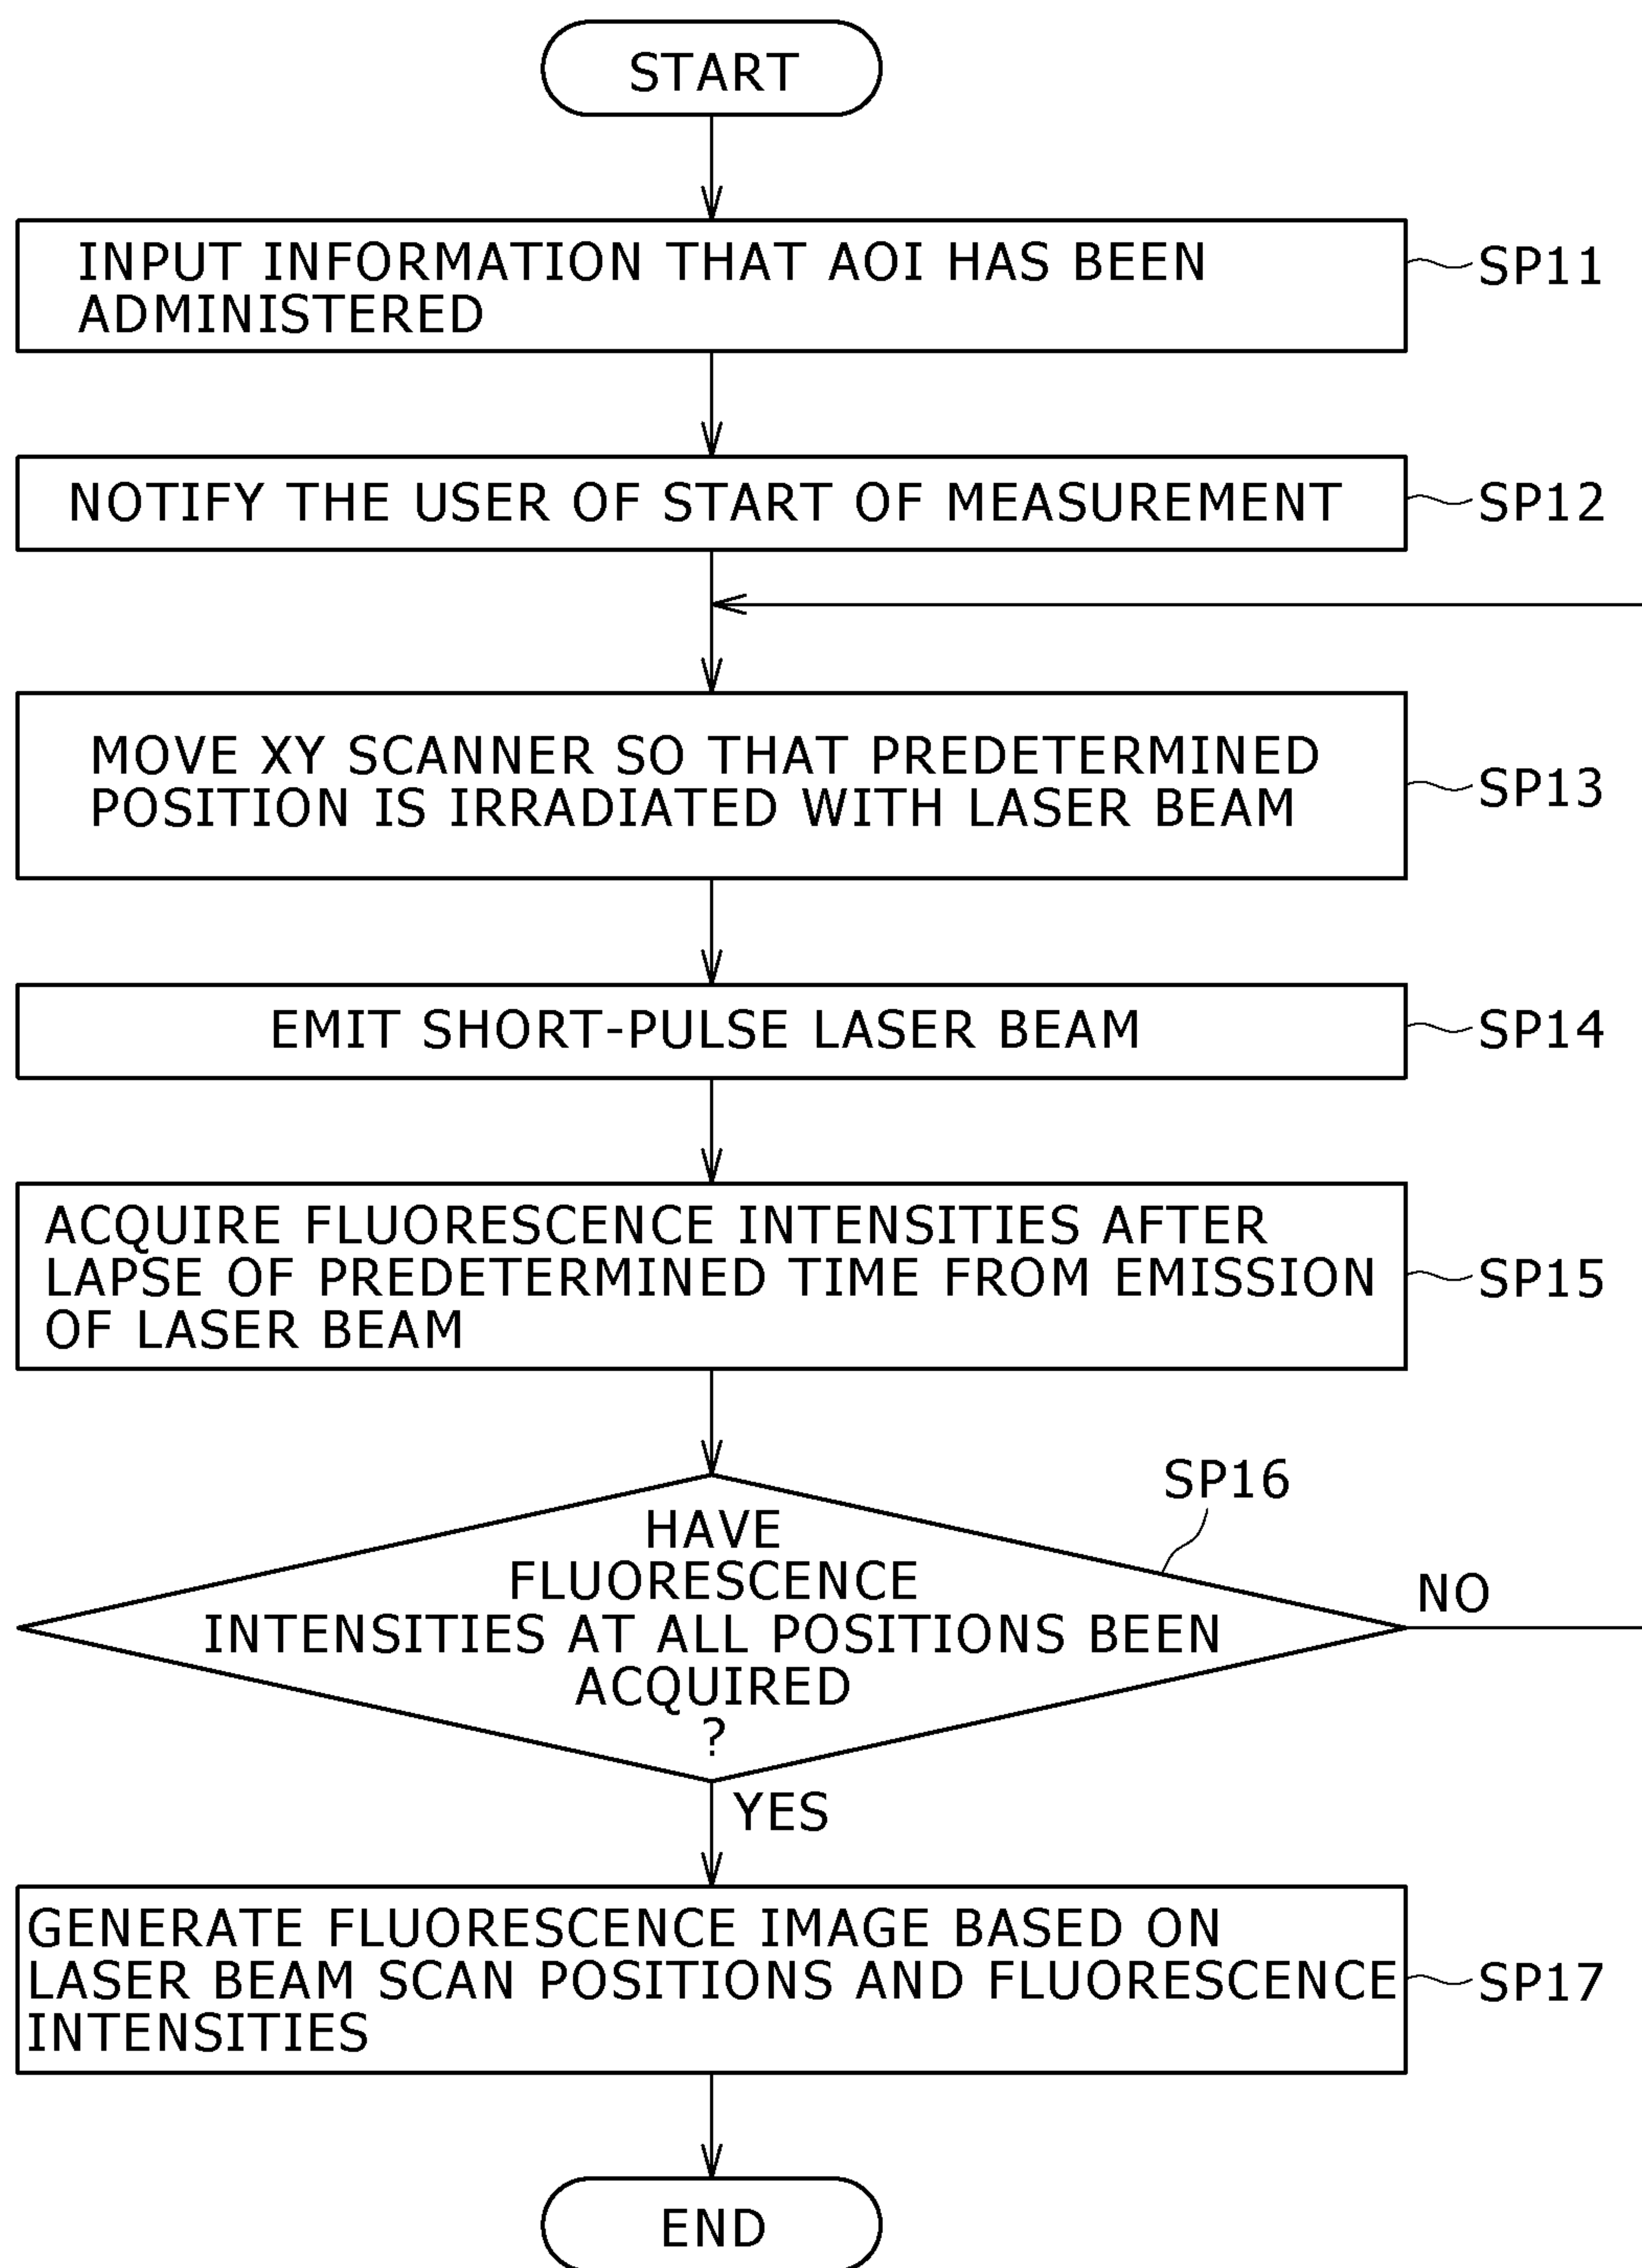 START
INPUT INFORMATION THAT AOI HAS BEEN
ADMINISTERED
SP11
NOTIFY THE USER OF START OF MEASUREMENT
SP12
MOVE XY SCANNER SO THAT PREDETERMINED
POSITION IS IRRADIATED WITH LASER BEAM
SP13
EMIT SHORT-PULSE LASER BEAM
SP14
ACQUIRE FLUORESCENCE INTENSITIES AFTER
LAPSE OF PREDETERMINED TIME FROM EMISSION
OF LASER BEAM
SP15
SP16
HAVE
FLUORESCENCE
INTENSITIES AT ALL POSITIONS BEEN
ACQUIRED
?
NO
YES
GENERATE FLUORESCENCE IMAGE BASED ON
LASER BEAM SCAN POSITIONS AND FLUORESCENCE
INTENSITIES
SP17
END